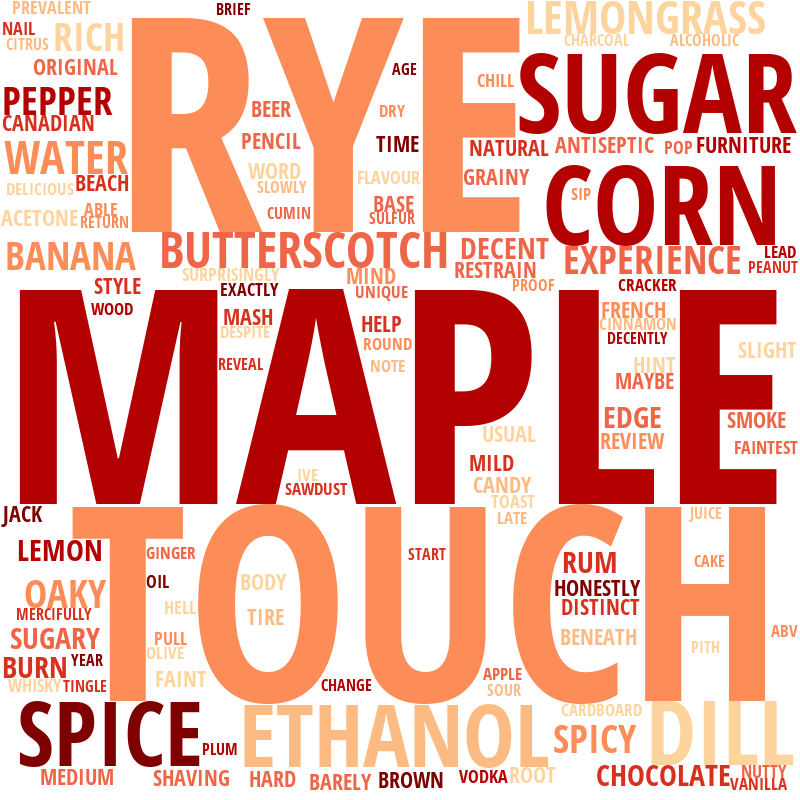 PREVALENT
BRIEF
LEMONGRASS
NAIL
CITRUS
RICH
RYE
CHARCOAL
ALCOHOLIC
ORIGINAL
AGE
SUGAR
CHILL
PEPPER
CANADIAN
BEER
DRY
PENCIL
TIME
NATURAL
ANTISEPTIC
POP
FURNITURE
WATER
WORD
SLOWLY
FLAVOUR
GRAINY
CORN
SIP
DELICIOUS
BEACH
ACETONE
ABLE
RETURN
CUMIN
BASE
SULFUR
BANANA
BUTTERSCOTCH
DECENT
EXPERIENCE
LEAD
PEANUT
SURPRISINGLY
MIND
RESTRAIN
STYLE
EXACTLY
UNIQUE
PROOF
CRACKER
WOOD
MASH
DESPITE
HELP
ROUND
FRENCH
CINNAMON
DECENTLY
MAPLE
REVEAL
NOTE
HINT
SLIGHT
MAYBE
EDGE
SMOKE
USUAL
REVIEW
FAINTEST
MILD
IVE
SAWDUST
CANDY
TOAST
LATE
JACK
TOUCH
JUICE
LEMON
GINGER
START
RUM
CAKE
OIL
BODY
HONESTLY
OAKY
HELL
DISTINCT
MERCIFULLY
TIRE
ABV
SUGARY
PULL
BENEATH
PITH
OLIVE
BURN
YEAR
WHISKY
TINGLE
FAINT
CHANGE
APPLE
SOUR
SPICE
ETHANOL
CARDBOARD
DILL
PLUM
SPICY
MEDIUM
SHAVING
HARD
BARELY
BROWN
VODKA
ROOT
CHOCOLATE
NUTTY
VANILLA